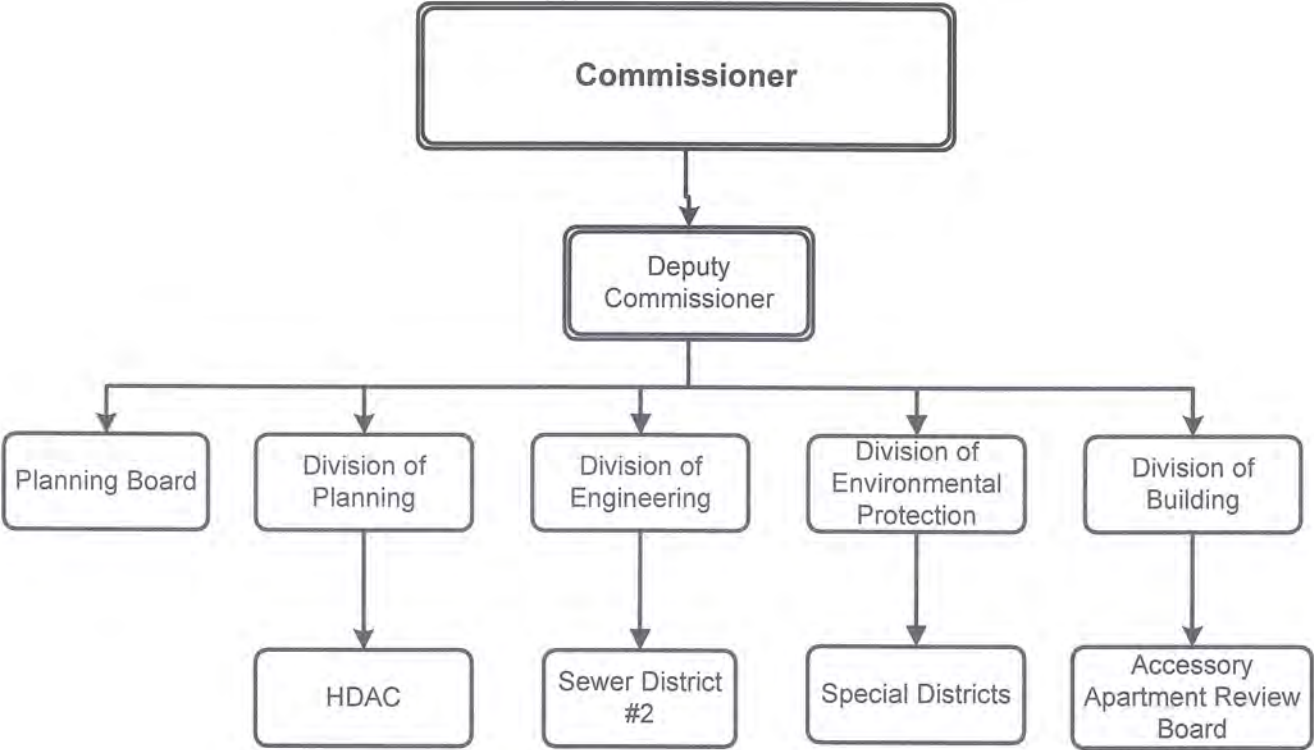 Commissioner
Deputy
Commissioner
Planning Board
Division of
Planning
Division of
Engineering
Division of
Environmental
Protection
Division of
Building
HDAC
Sewer District
#2
Special Districts
Accessory
Apartment Review
Board